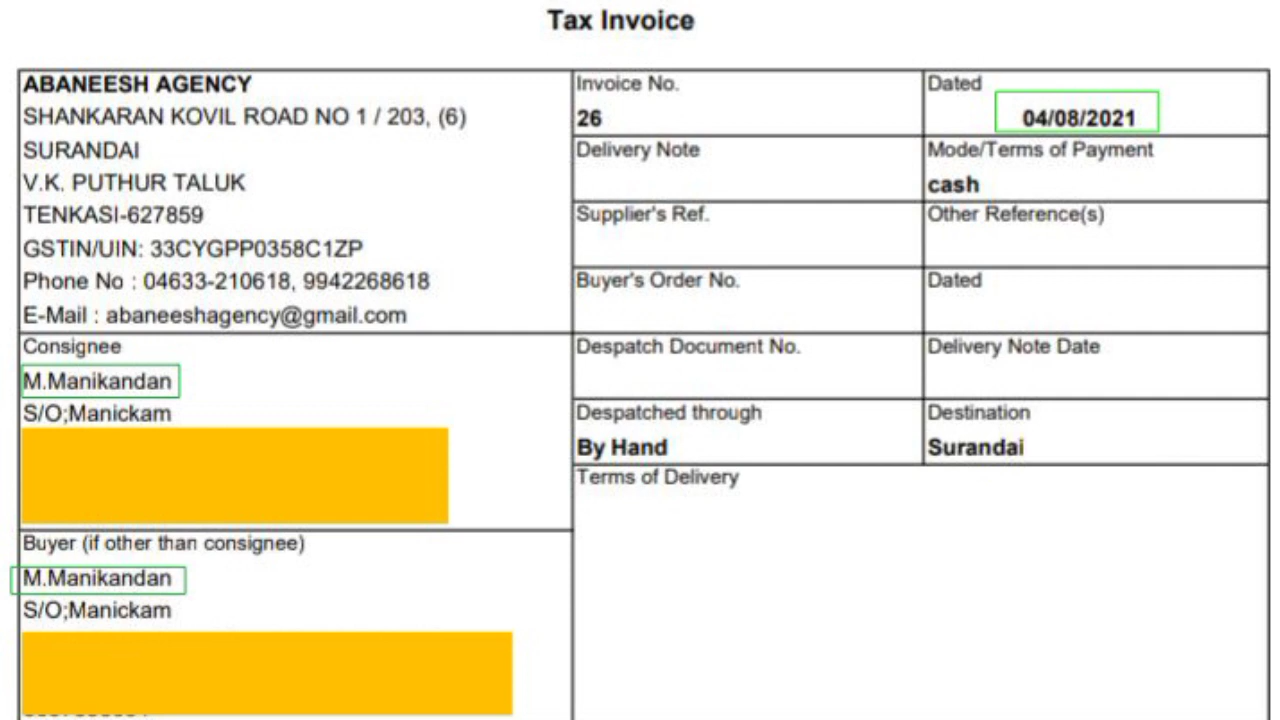 Tax Invoice
ABANEESH AGENCY
SHANKARAN KOVIL ROAD NO 1 / 203, (6)
SURANDAI
V.K. PUTHUR TALUK
TENKASI-627859
GSTIN/UIN: 33CYGPP0358C1ZP
Phone No : 04633-210618, 9942268618
E-Mail : abaneeshagency@gmail.com
Invoice No.
26
Dated
04/08/2021
Delivery Note
Mode/Terms of Payment
cash
Supplier's Ref.
Other Reference(s)
Buyer's Order No.
Dated
Consignee
M.Manikandan
S/O;Manickam
Despatch Document No.
Delivery Note Date
Despatched through
By Hand
Destination
Surandai
Terms of Delivery
Buyer (if other than consignee)
M.Manikandan
S/O;Manickam